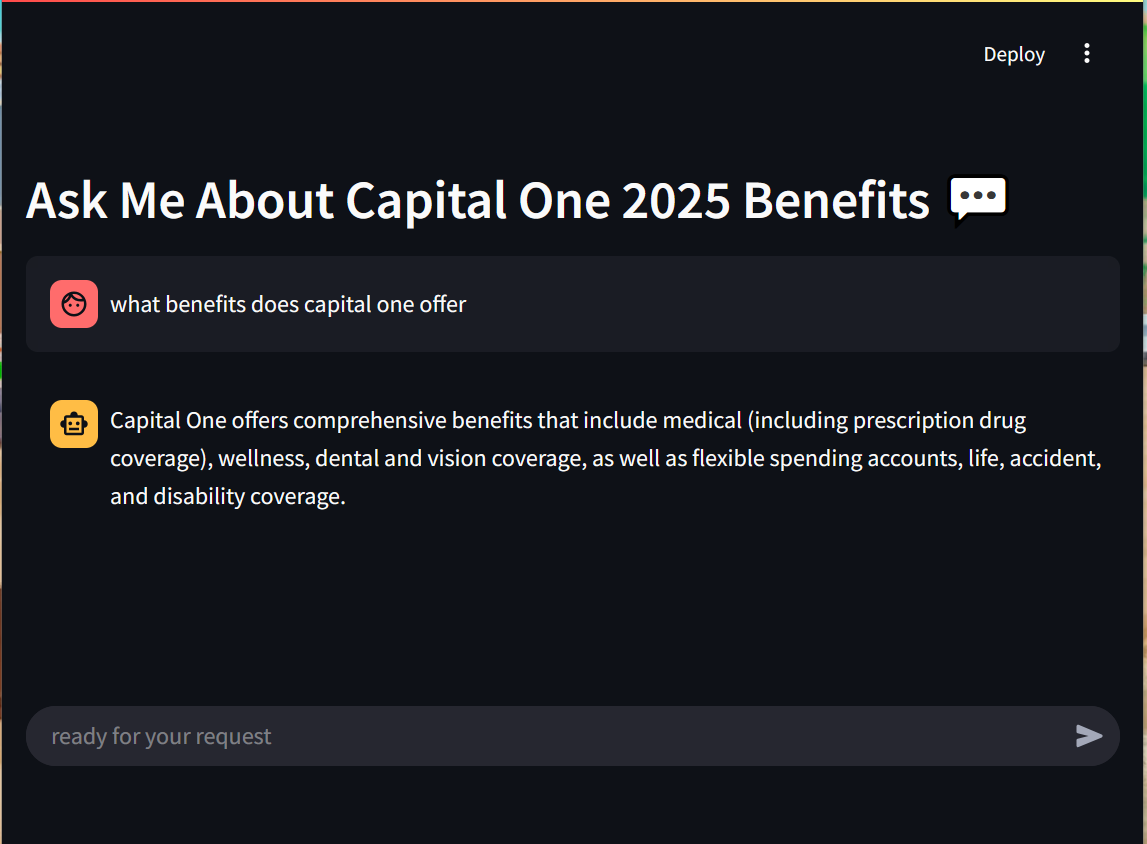 Deploy
Ask Me About Capital One 2025 Benefits
what benefits does capital one offer
Capital One offers comprehensive benefits that include medical (including prescription drug
coverage), wellness, dental and vision coverage, as well as flexible spending accounts, life, accident,
and disability coverage.
ready for your request